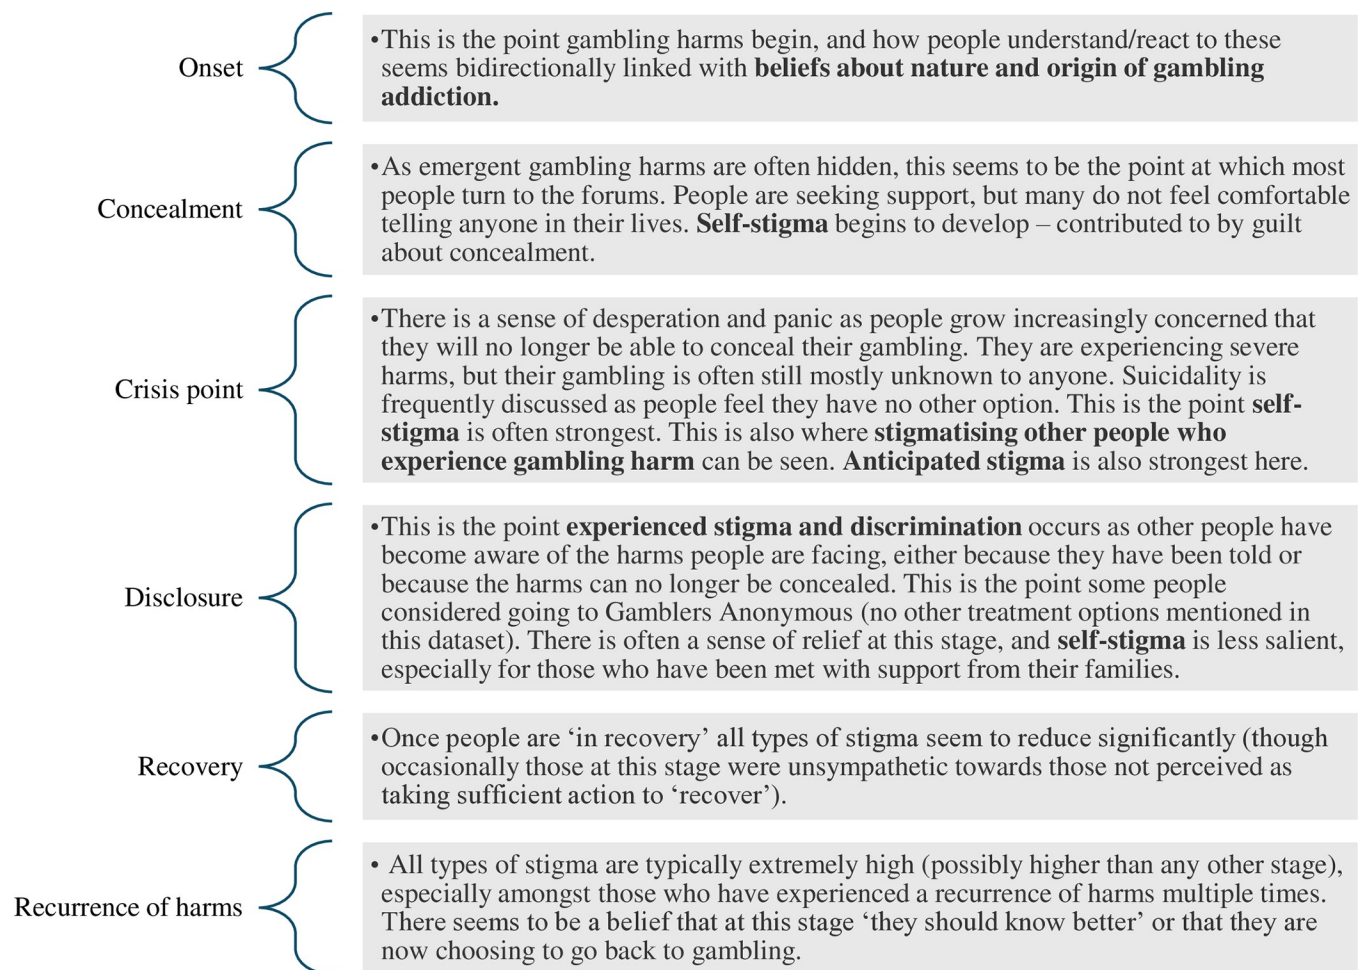 Onset
•This is the point gambling harms begin, and how people understand/react to these
seems bidirectionally linked with beliefs about nature and origin of gambling
addiction.
Concealment
•As emergent gambling harms are often hidden, this seems to be the point at which most
people turn to the forums. People are seeking support, but many do not feel comfortable
telling anyone in their lives. Self-stigma begins to develop – contributed to by guilt
about concealment.
Crisis point
•There is a sense of desperation and panic as people grow increasingly concerned that
they will no longer be able to conceal their gambling. They are experiencing severe
harms, but their gambling is often still mostly unknown to anyone. Suicidality is
frequently discussed as people feel they have no other option. This is the point self-
stigma is often strongest. This is also where stigmatising other people who
experience gambling harm can be seen. Anticipated stigma is also strongest here.
Disclosure
•This is the point experienced stigma and discrimination occurs as other people have
become aware of the harms people are facing, either because they have been told or
because the harms can no longer be concealed. This is the point some people
considered going to Gamblers Anonymous (no other treatment options mentioned in
this dataset). There is often a sense of relief at this stage, and self-stigma is less salient,
especially for those who have been met with support from their families.
Recovery
•Once people are ‘in recovery’ all types of stigma seem to reduce significantly (though
occasionally those at this stage were unsympathetic towards those not perceived as
taking sufficient action to ‘recover’).
Recurrence of harms
• All types of stigma are typically extremely high (possibly higher than any other stage),
especially amongst those who have experienced a recurrence of harms multiple times.
There seems to be a belief that at this stage ‘they should know better’ or that they are
now choosing to go back to gambling.